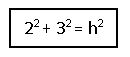 2² + 3² = h²